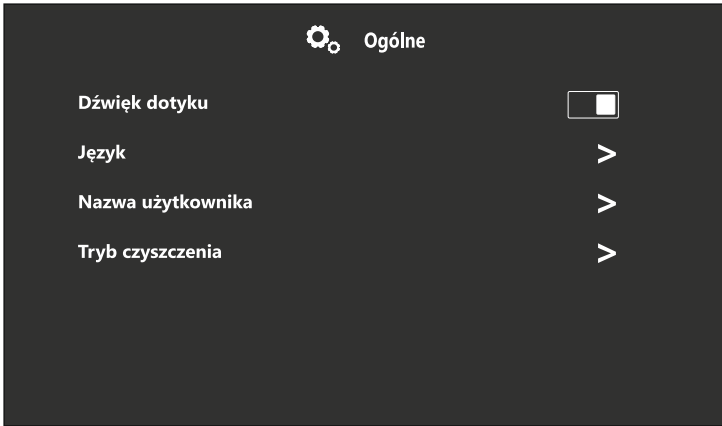 Ogólne
Dźwięk dotyku
Język
Nazwa użytkownika
Tryb czyszczenia